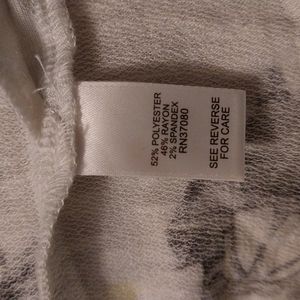 52% POLYESTER
46% RAYON
2% SPANDEX
RN37080
SEE REVERSE
FOR CARE